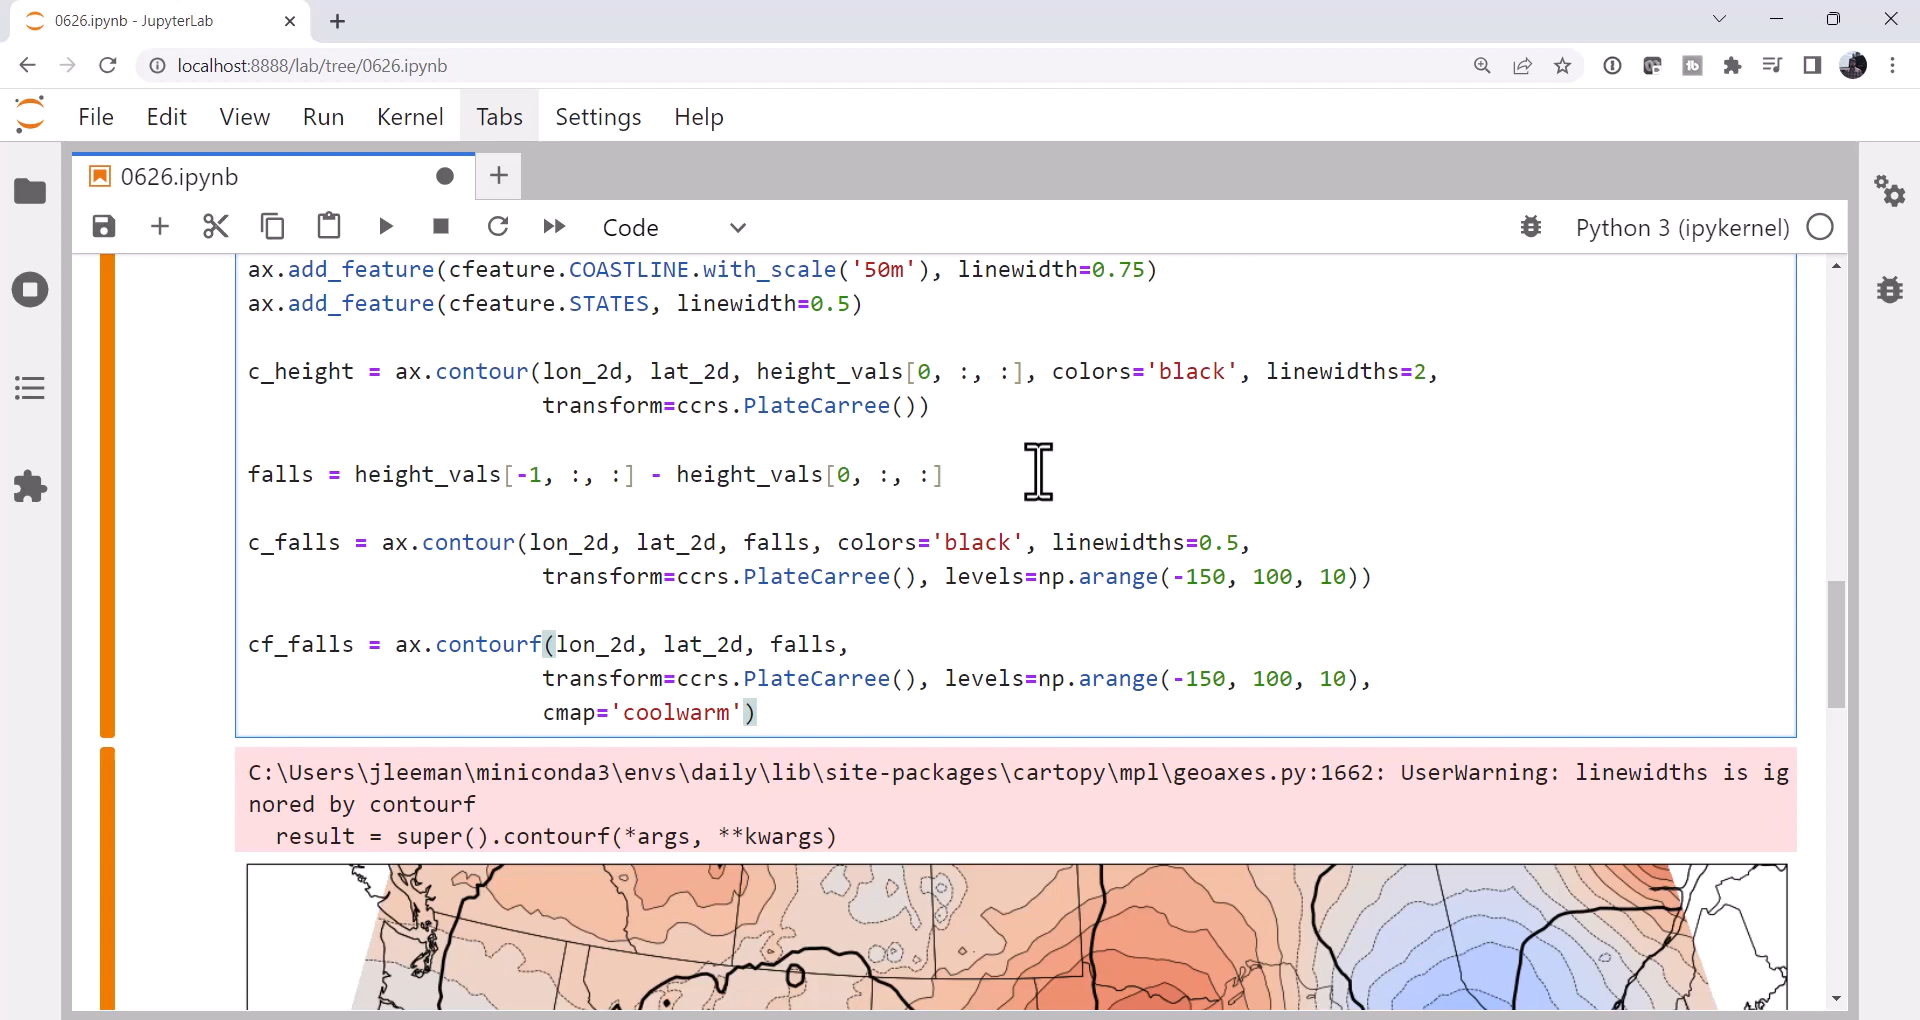 0626.ipynb - JupyterLab
localhost:8888/lab/tree/0626.ipynb
File Edit View Run Kernel Tabs Settings Help
0626.ipynb
Code
Python 3 (ipykernel)
ax.add_feature(cfeature.COASTLINE.with_scale('50m'), linewidth=0.75)
ax.add_feature(cfeature.STATES, linewidth=0.5)
c_height = ax.contour(lon_2d, lat_2d, height_vals[0, :, :], colors='black', linewidths=2,
transform=ccrs.PlateCarree())
falls = height_vals[-1, :, :] - height_vals[0, :, :]
c_falls = ax.contour(lon_2d, lat_2d, falls, colors='black', linewidths=0.5,
transform=ccrs.PlateCarree(), levels=np.arange(-150, 100, 10))
cf_falls = ax.contourf(lon_2d, lat_2d, falls,
transform=ccrs.PlateCarree(), levels=np.arange(-150, 100, 10),
cmap='coolwarm')
C:\Users\jleeman\miniconda3\envs\daily\lib\site-packages\cartopy\mpl\geoaxes.py:1662: UserWarning: linewidths is ig
nored by contourf
result = super().contourf(*args, **kwargs)